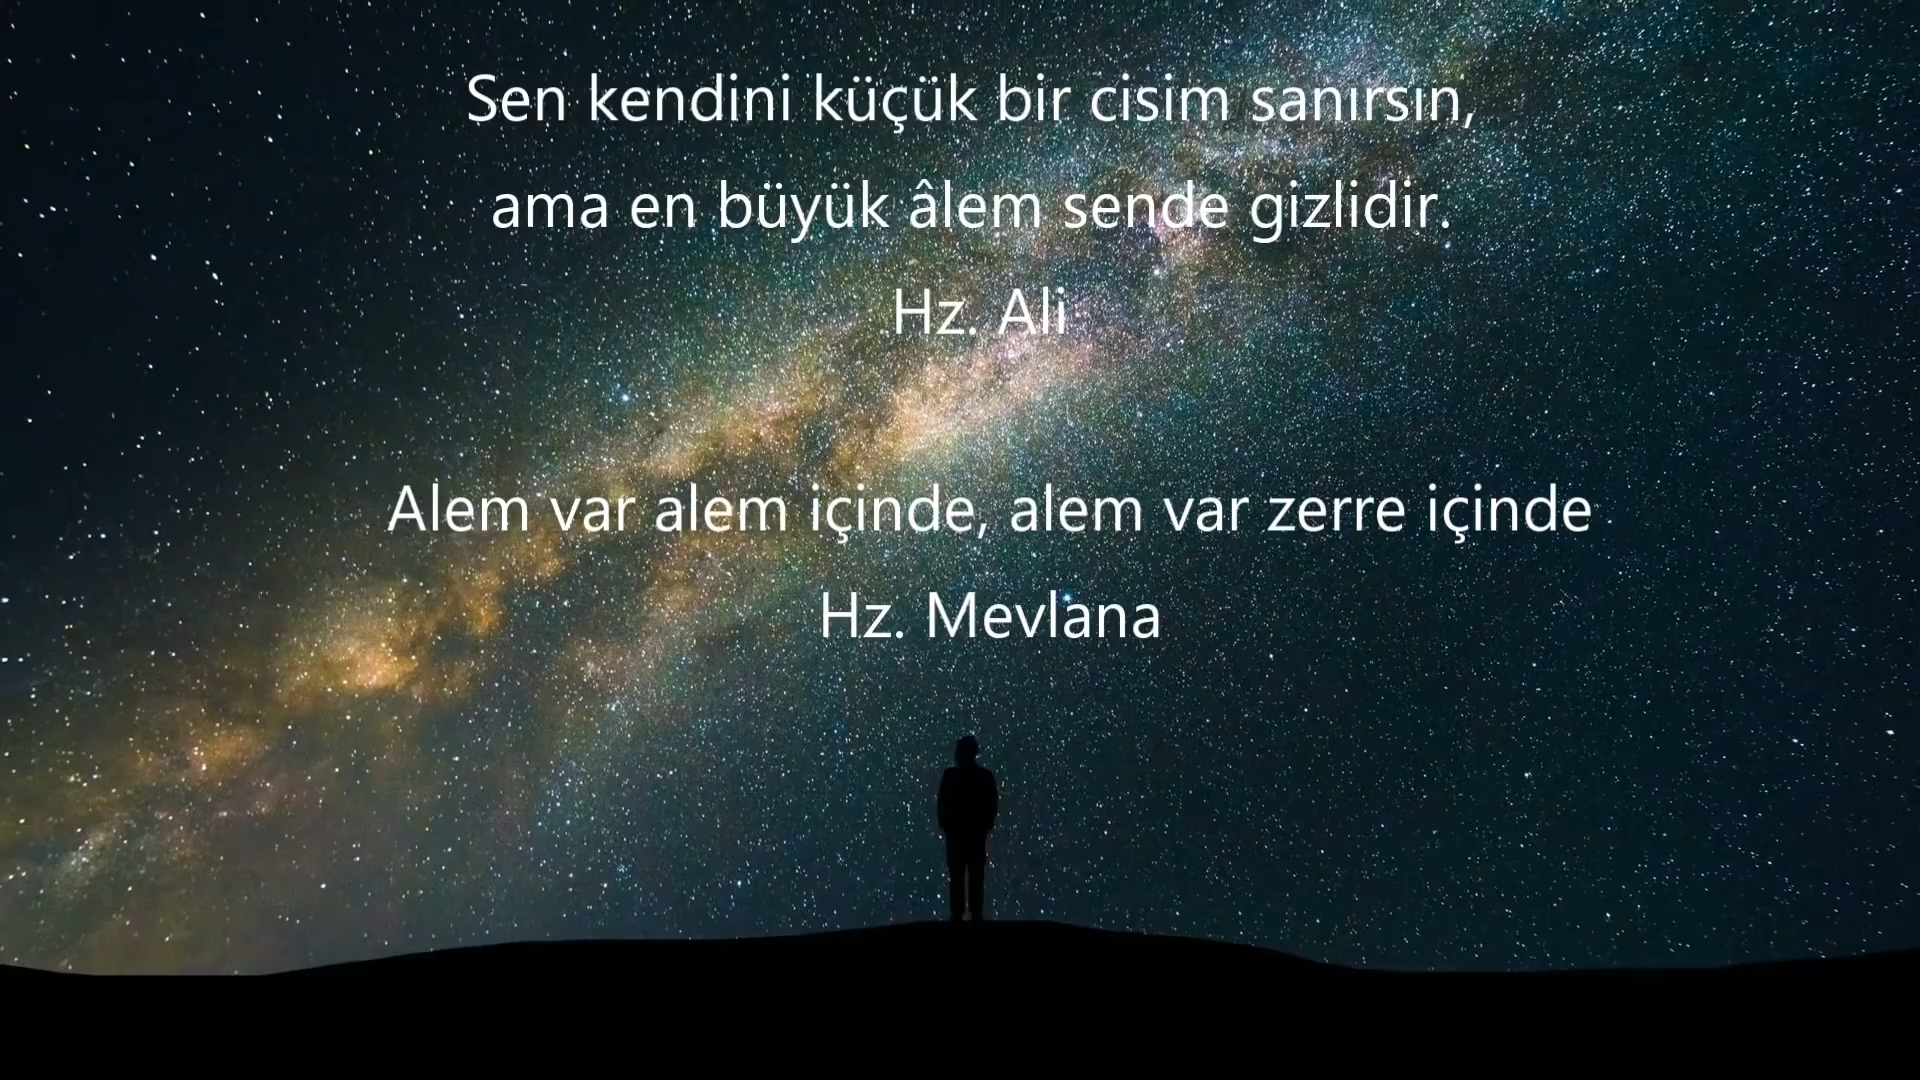 Sen kendini küçük bir cisim sanırsın,
ama en büyük âlem sende gizlidir.
Hz. Ali
Alem var alem içinde, alem var zerre içinde
Hz. Mevlana